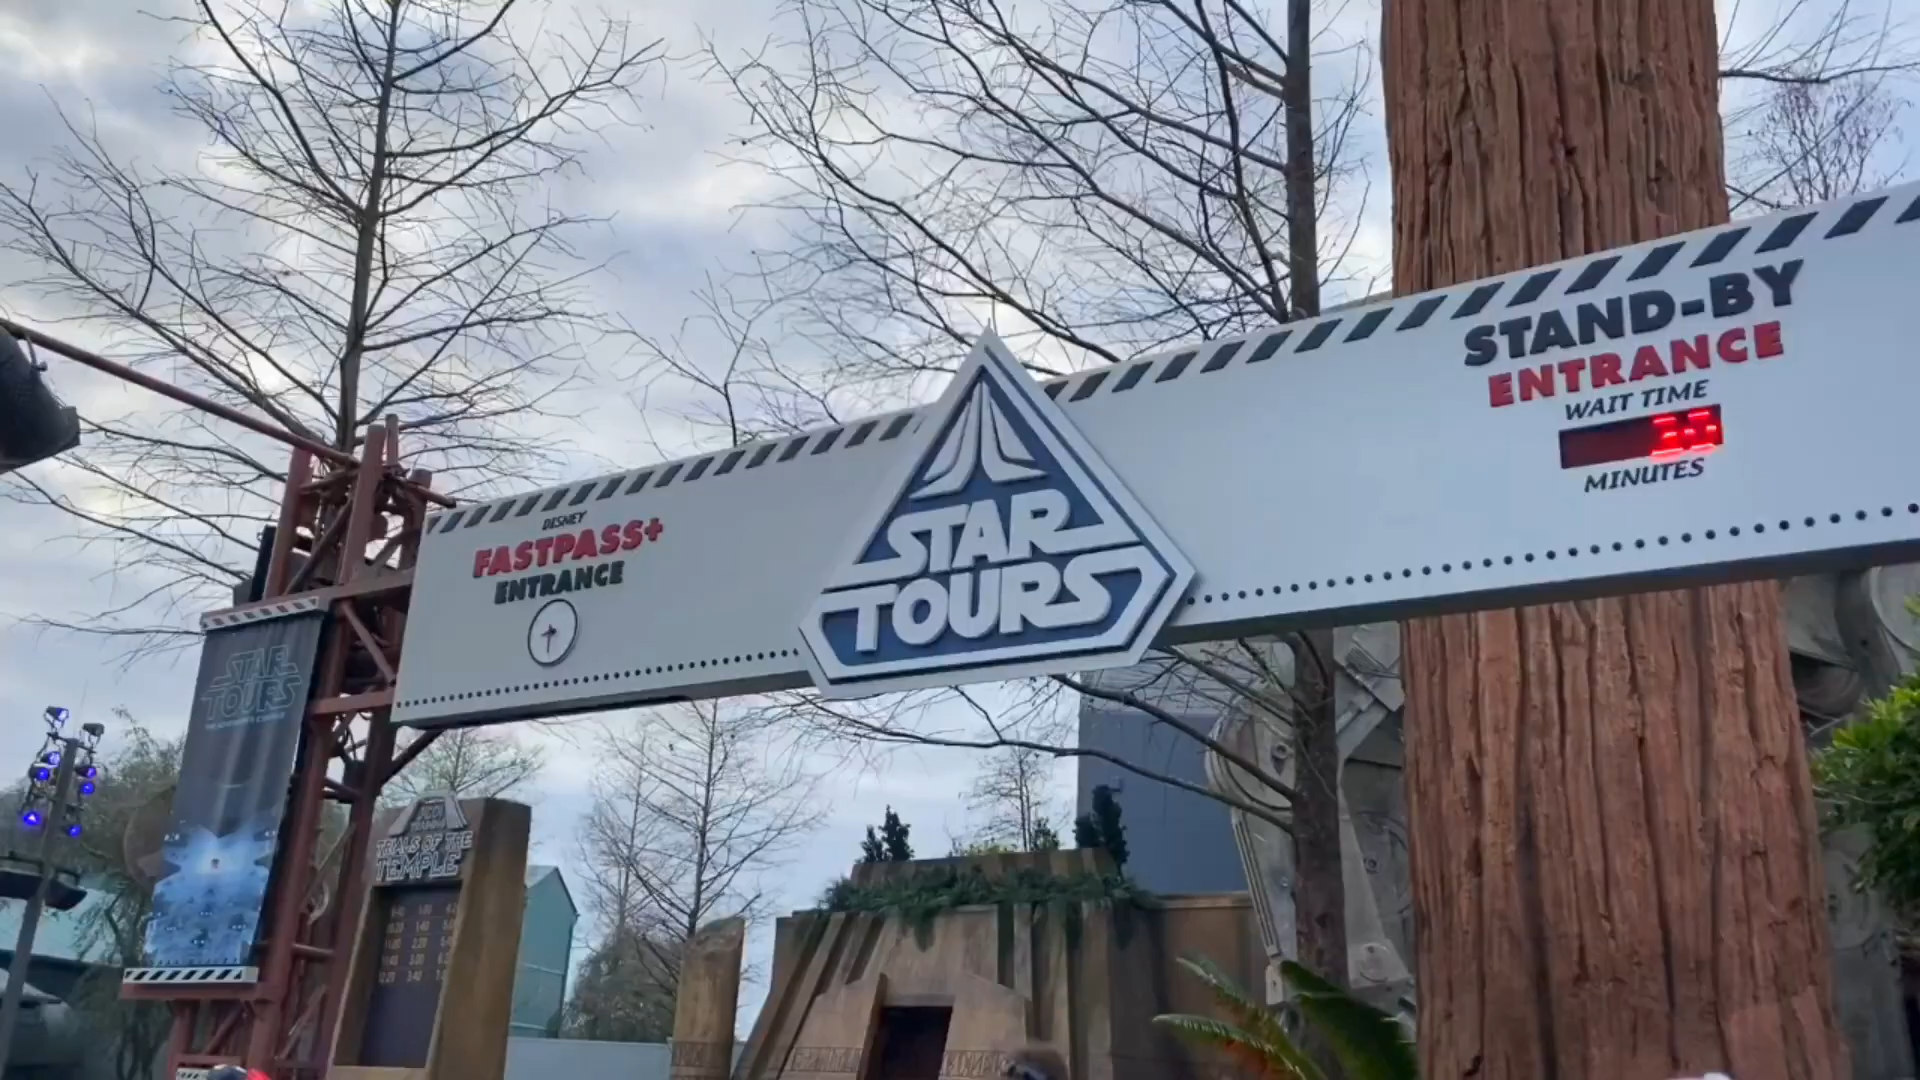 DISNEY
FASTPASS+
ENTRANCE
STAR
TOURS
STAND-BY
ENTRANCE
WAIT TIME
MINUTES
STAR
TOURS
TRIALS OF THE
TEMPLE